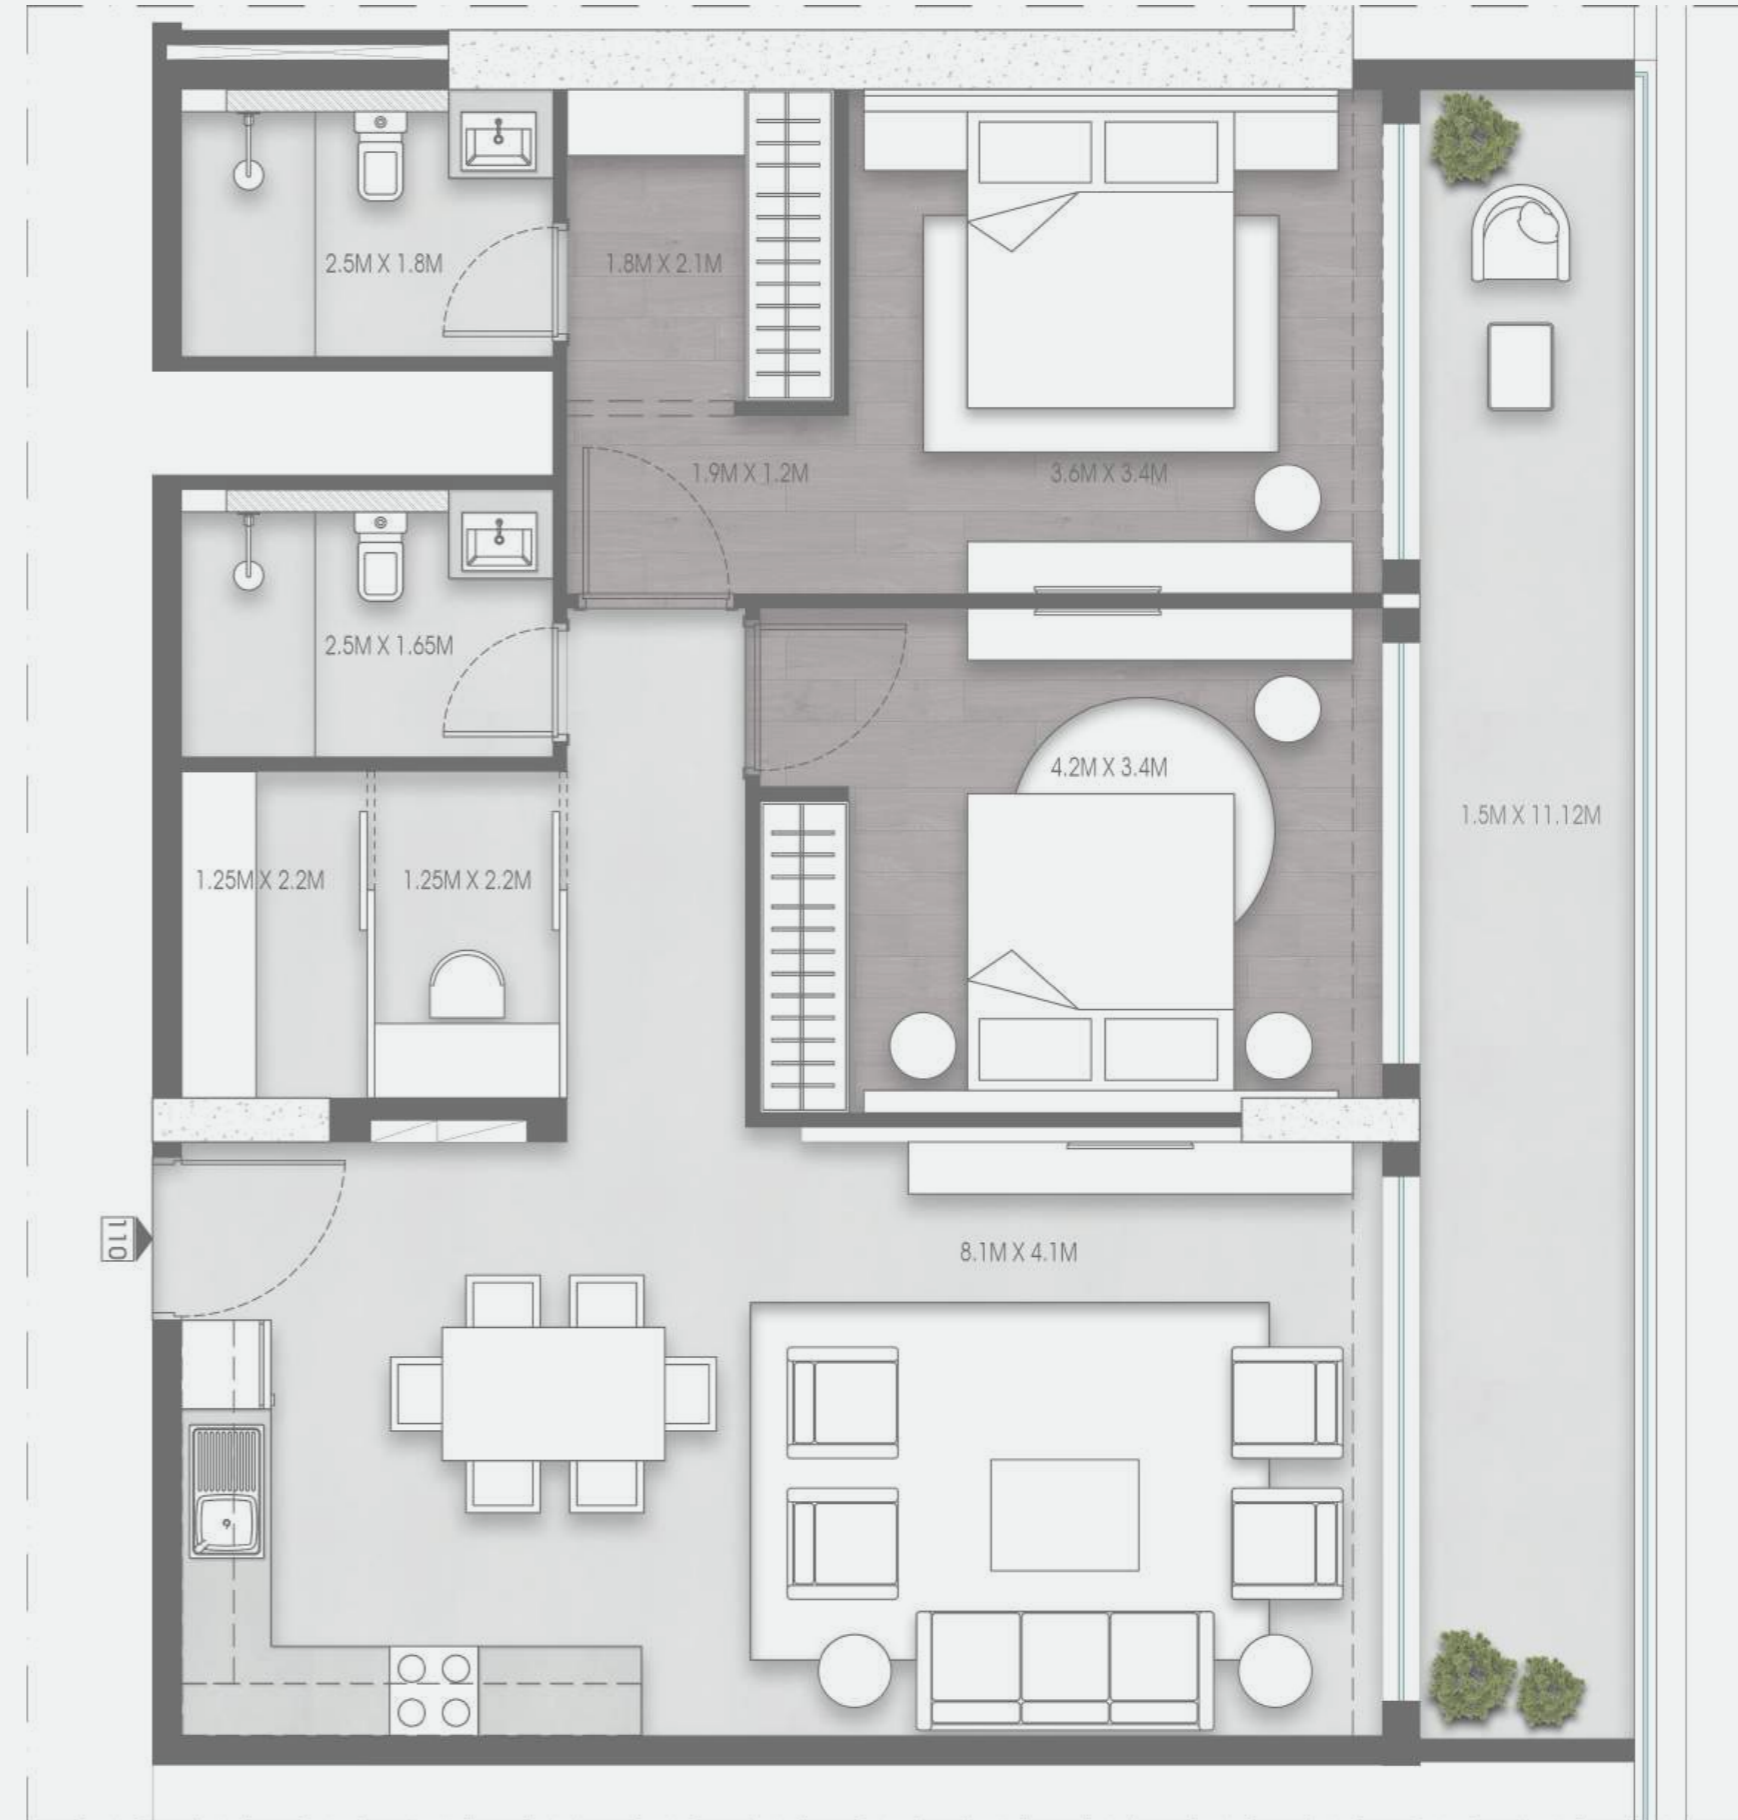 2.5M X 1.8M
1.8M X 2.1M
1.9M X 1.2M
3.6M X 3.4M
2.5M X 1.65M
4.2M X 3.4M
1.5M X 11.12M
1.25M X 2.2M
1.25M X 2.2M
110
8.1M X 4.1M